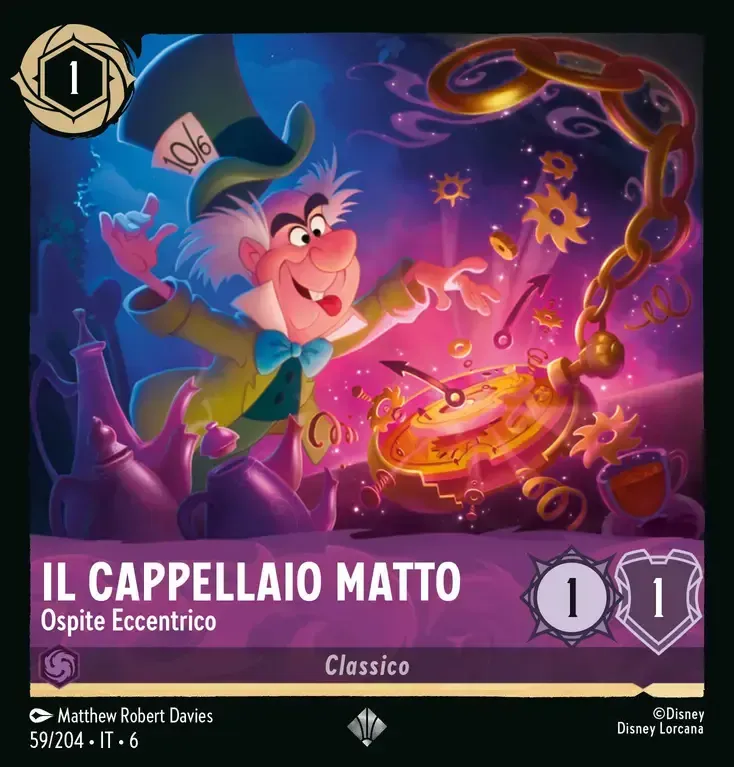 1
10/6
IL CAPPELLAIO MATTO
Ospite Eccentrico
1
1
Classico
Matthew Robert Davies
59/204 • IT • 6
©Disney
Disney Lorcana